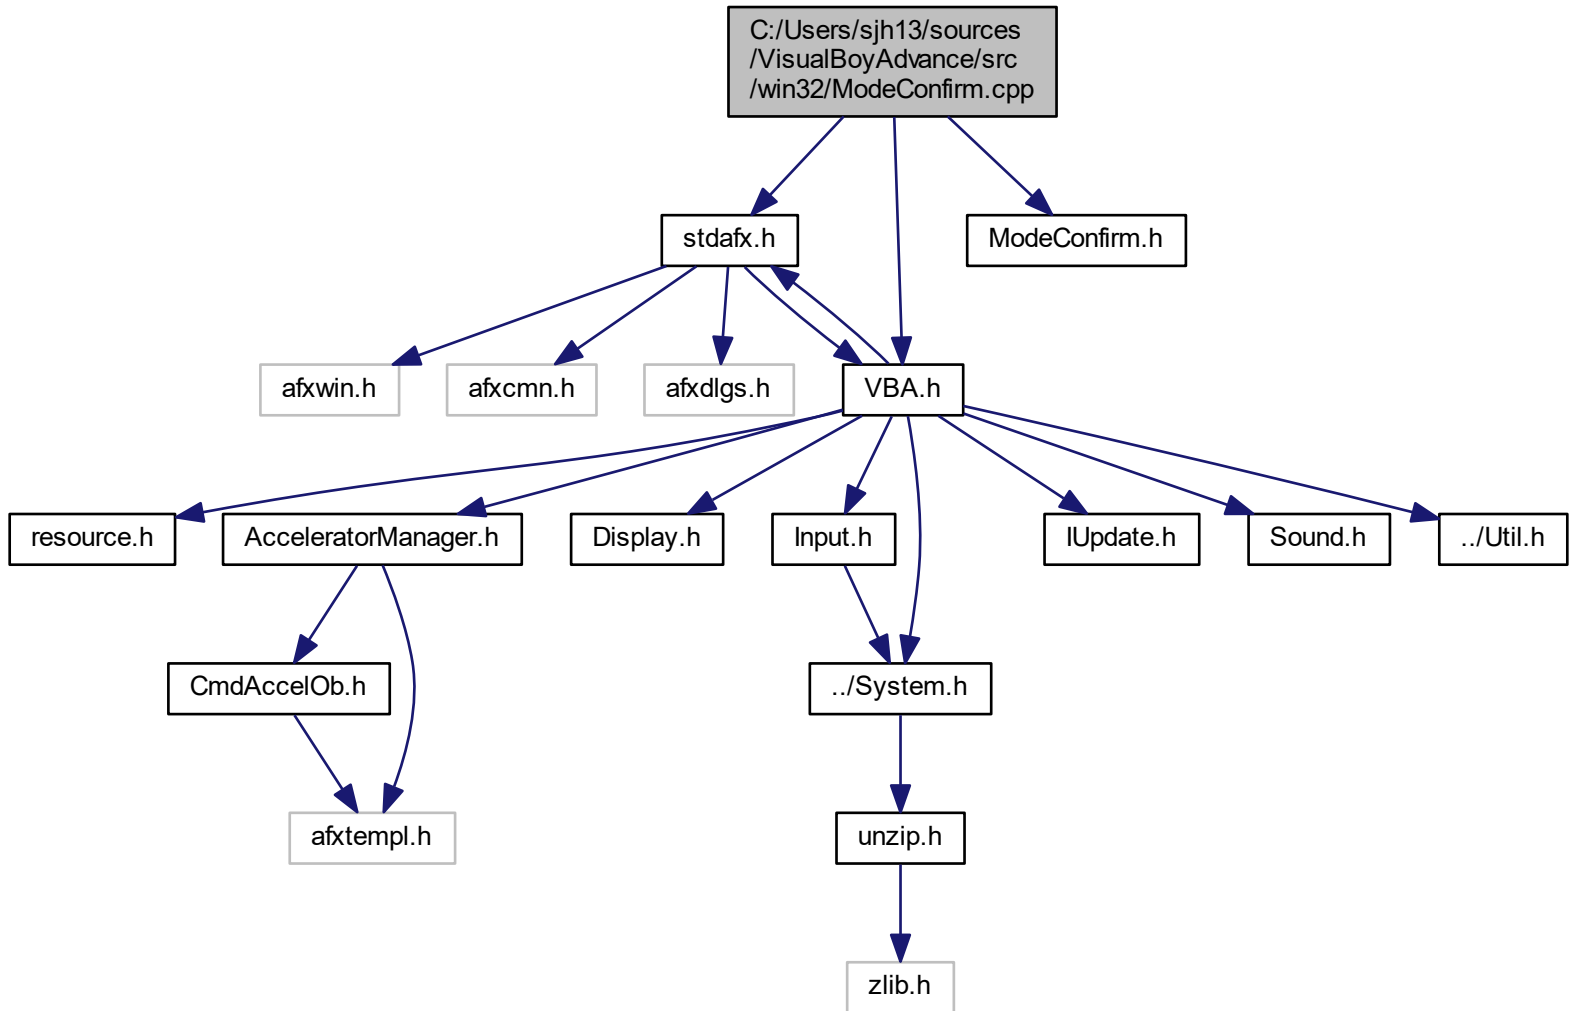 C:/Users/sjh13/sources
/VisualBoyAdvance/src
/win32/ModeConfirm.cpp
stdafx.h
ModeConfirm.h
afxwin.h
afxcmn.h
afxdlgs.h
VBA.h
resource.h
AcceleratorManager.h
Display.h
Input.h
IUpdate.h
Sound.h
../Util.h
CmdAccelOb.h
../System.h
afxtempl.h
unzip.h
zlib.h